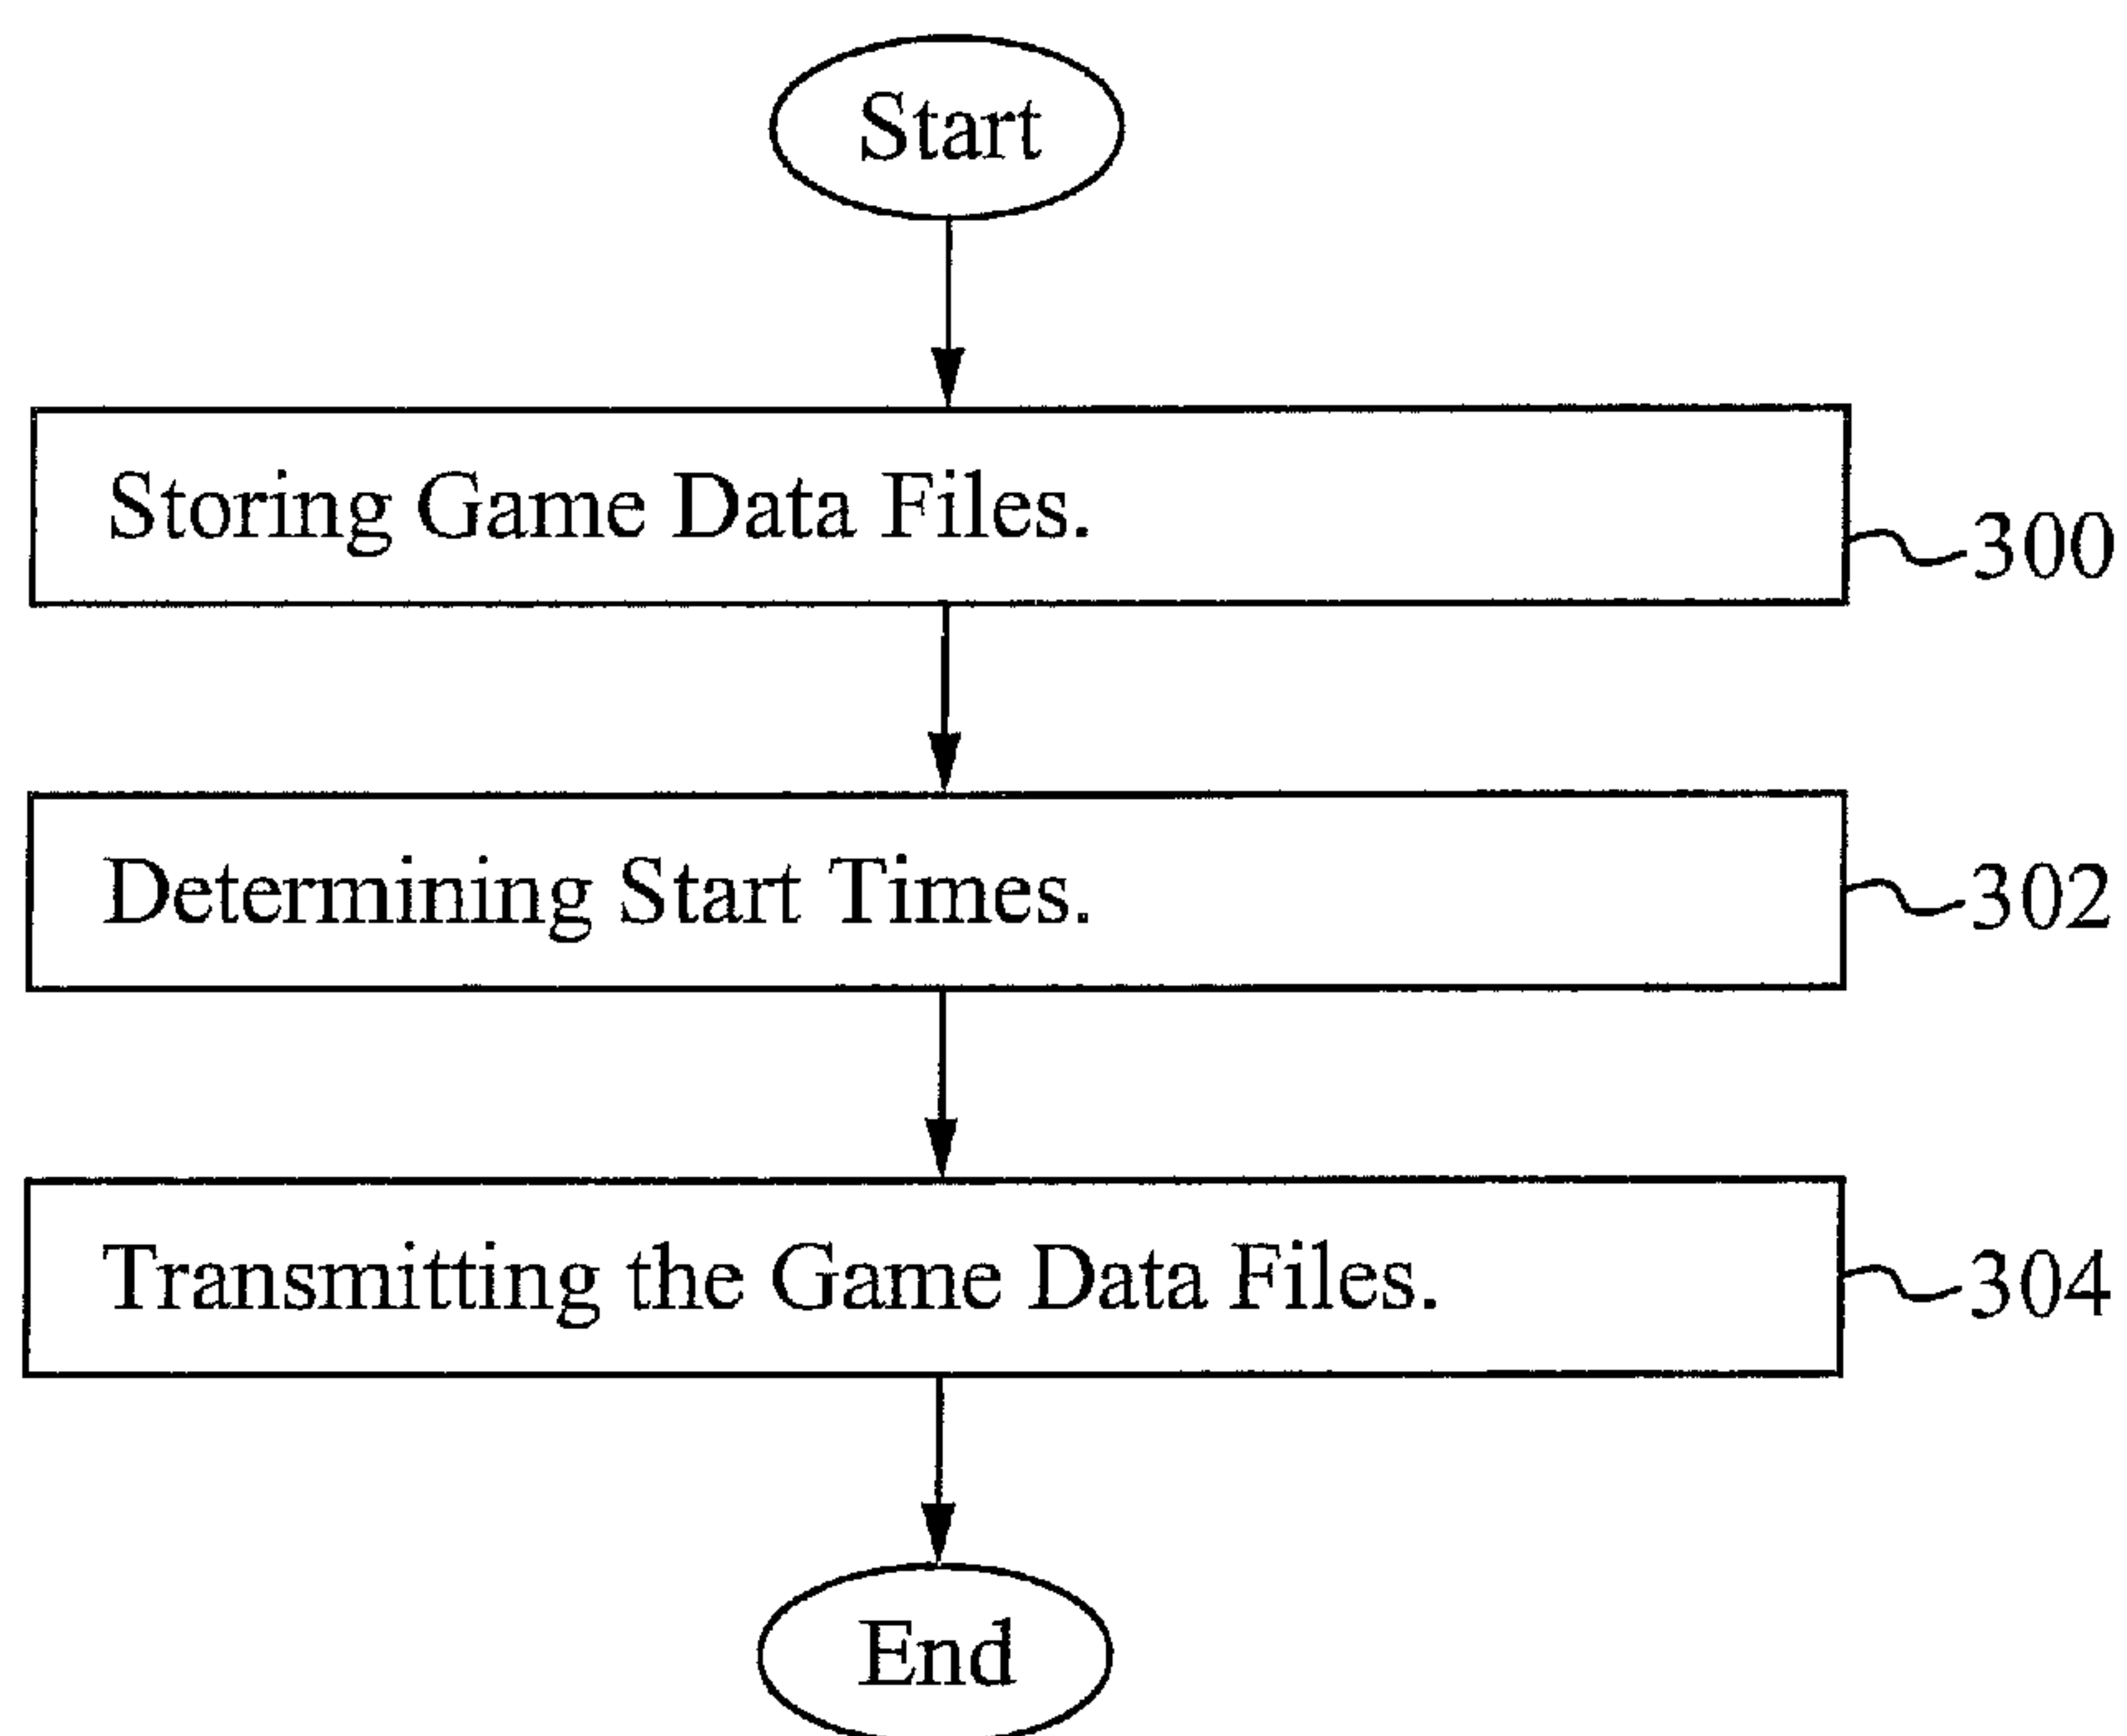 Start
Storing Game Data Files.
300
Determining Start Times.
302
Transmitting the Game Data Files.
304
End